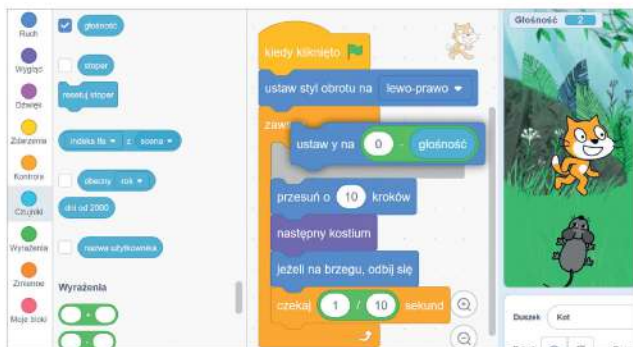 Ruch
Wygląd
Dźwięk
Zdarzenia
Kontrola
Czujniki
Wyrażenia
Zmienne
Moje bloki
głośność
stoper
resetuj stoper
indeks tła z scena
obecny rok
dni od 2000
nazwa użytkownika
Wyrażenia
+
-
kiedy kliknięto
ustaw styl obrotu na lewo-prawo
zaws
ustaw y na 0 - głośność
przesuń o 10 kroków
następny kostium
jeżeli na brzegu, odbij się
czekaj 1 / 10 sekund
Głośność 2
Duszek Kot